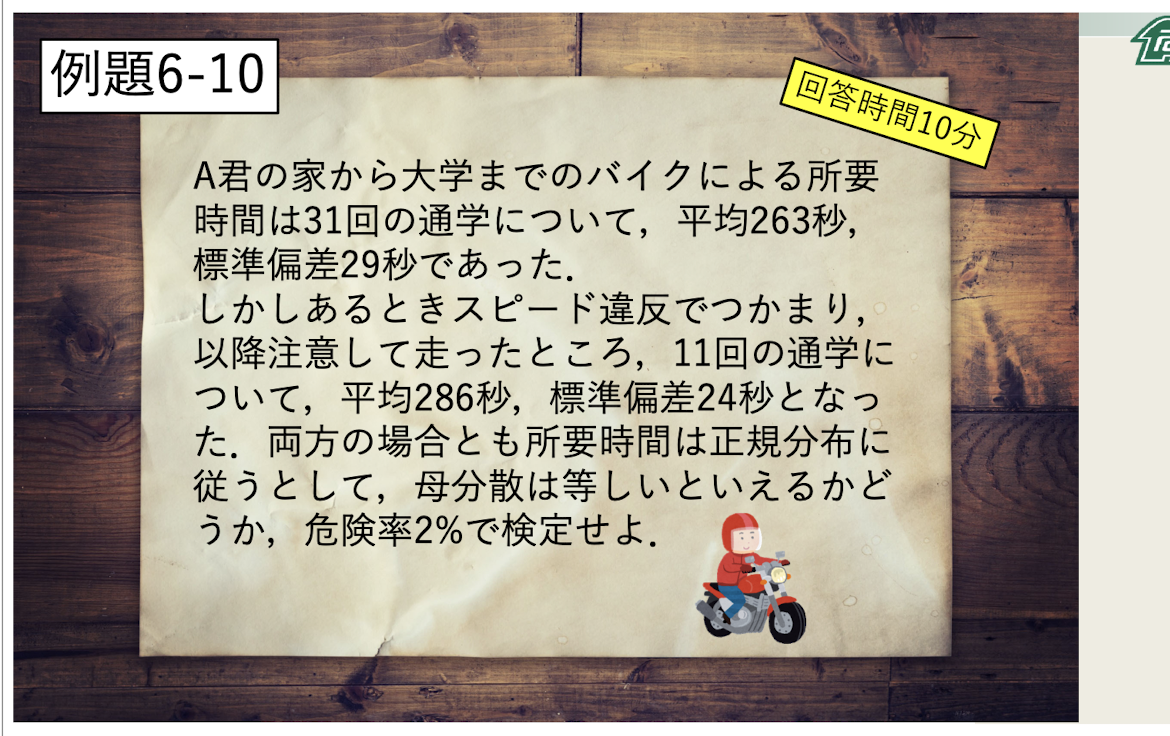 例題6-10
回答時間10分
A君の家から大学までのバイクによる所要
時間は31回の通学について，平均263秒，
標準偏差29秒であった．
しかしあるときスピード違反でつかまり，
以降注意して走ったところ，11回の通学に
ついて，平均286秒，標準偏差24秒となっ
た．両方の場合とも所要時間は正規分布に
従うとして，母分散は等しいといえるかど
うか，危険率2%で検定せよ．